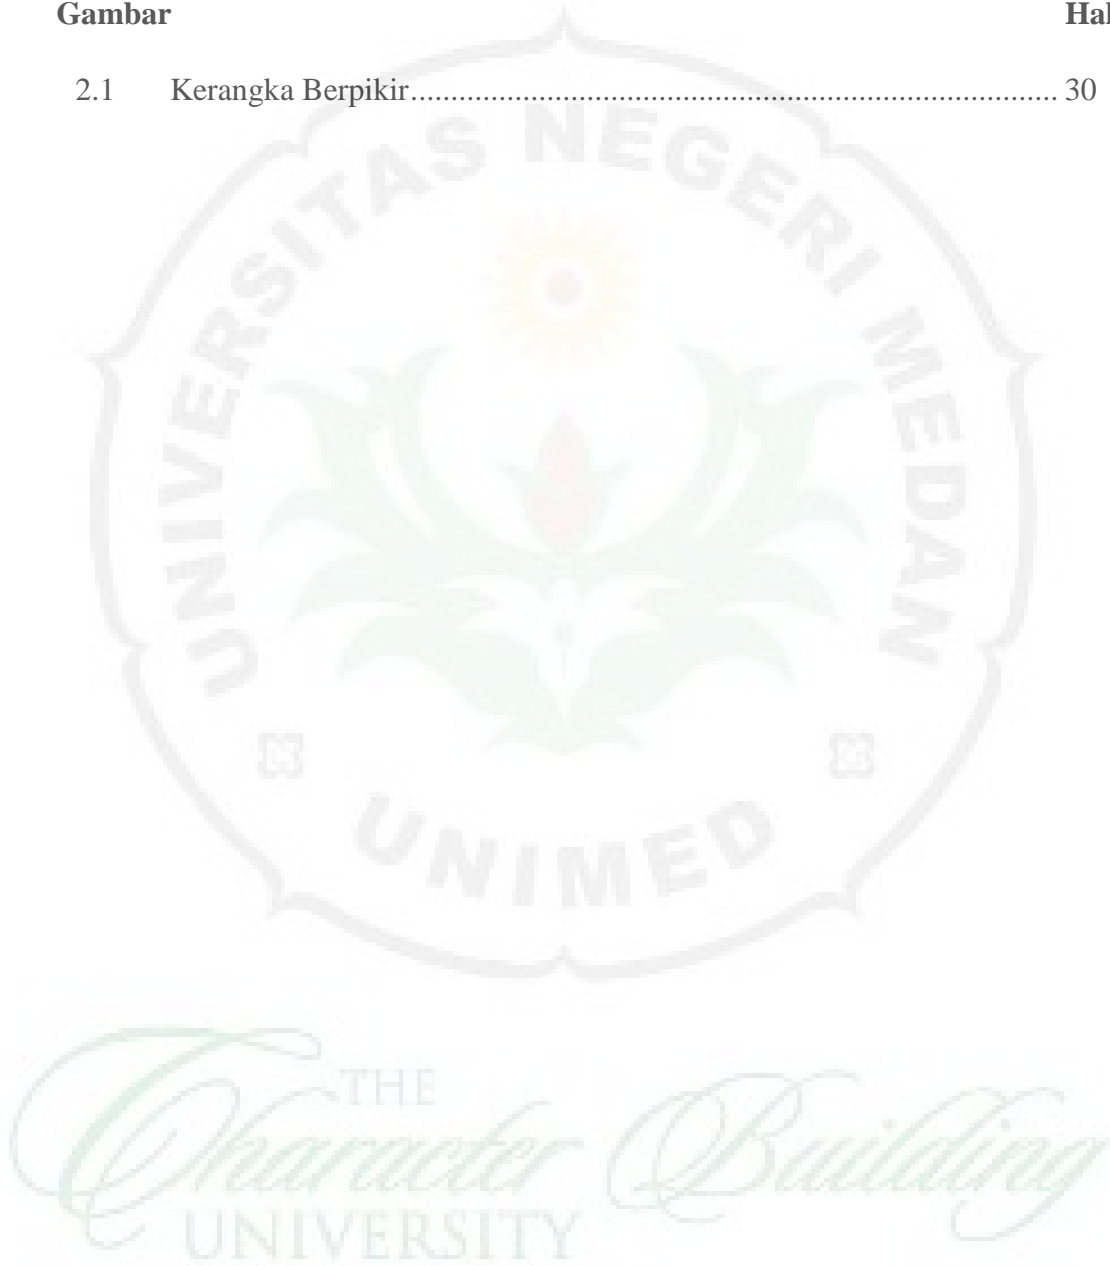 Gambar Hal
2.1 Kerangka Berpikir................................................................................ 30
UNIVERSITAS NEGERI MEDAN
UNIMED
THE
Character Building
UNIVERSITY